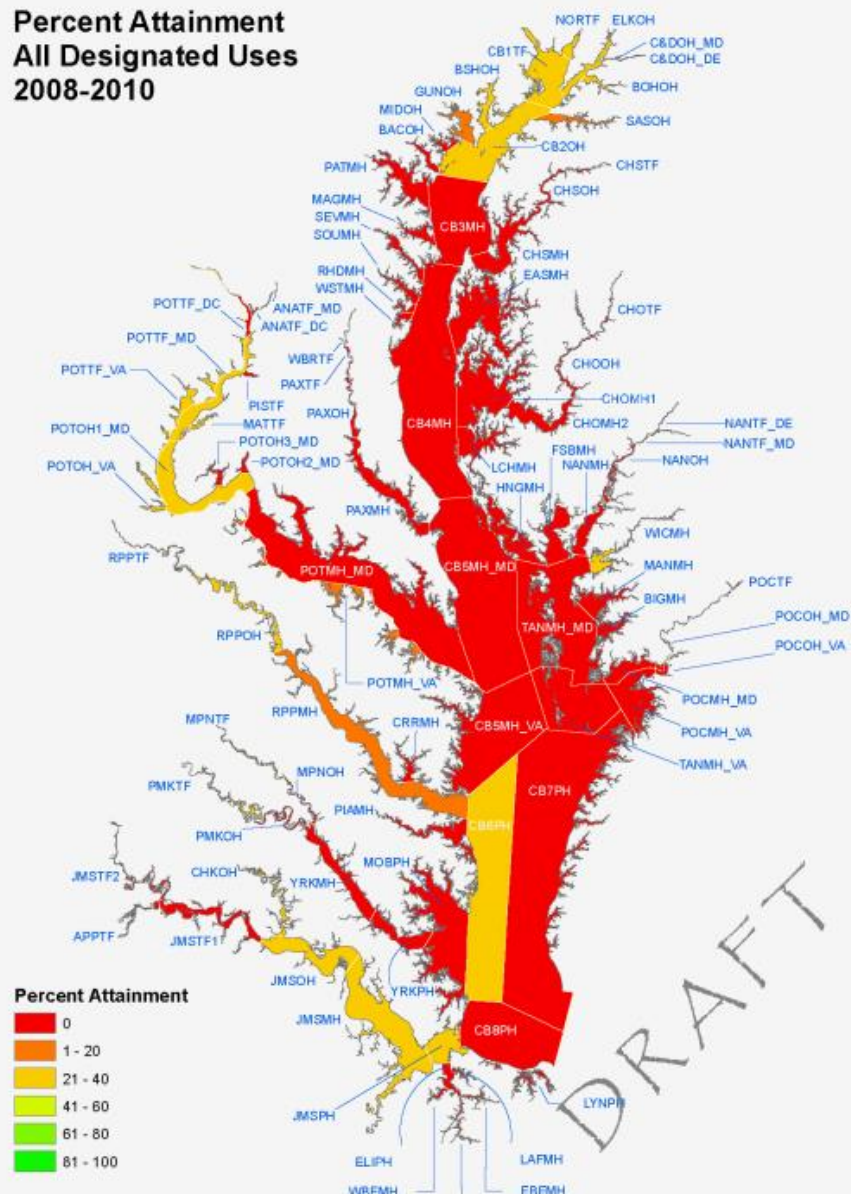 Percent Attainment
All Designated Uses
2008-2010
NORTF
ELKOH
CB1TF
C&DOH_MD
C&DOH_DE
BSHOH
GUNOH
BOHOH
MIDOH
BACOH
SASOH
CB2OH
PATMH
CHSTF
CHSOH
MAGMH
SEVMH
SOUMH
CB3MH
CHSMH
RHDMH
WSTMH
EASMH
POTTF_DC
ANATF_MD
ANATF_DC
CHOTF
POTTF_MD
WBRTF
CHOOH
POTTF_VA
PAXTF
PISTF
PAXOH
CHOMH1
MATTF
CB4MH
CHOMH2
NANTF_DE
POTOH1_MD
POTOH3_MD
NANTF_MD
POTOH_VA
POTOH2_MD
LCHMH
FSBMH
NANOH
HNGMH
NANMH
PAXMH
WICMH
RPPTF
POTMH_MD
CB5MH_MD
MANMH
POCTF
BIGMH
TANMH_MD
POCOH_MD
RPPOH
POCOH_VA
POTMH_VA
RPPMH
POCMH_MD
MPNTF
CRRMH
CB5MH_VA
POCMH_VA
TANMH_VA
MPNOH
PMKTF
CB7PH
PIAMH
CB6PH
PMKOH
MOBPH
JMSTF2
CHKOH
YRKMH
APPTF
JMSTF1
JMSOH
YRKPH
JMSMH
CB8PH
JMSPH
LYNPH
ELIPH
LAFMH
WBEMH
EBEMH
Percent Attainment
0
1 - 20
21 - 40
41 - 60
61 - 80
81 - 100
DRAFT